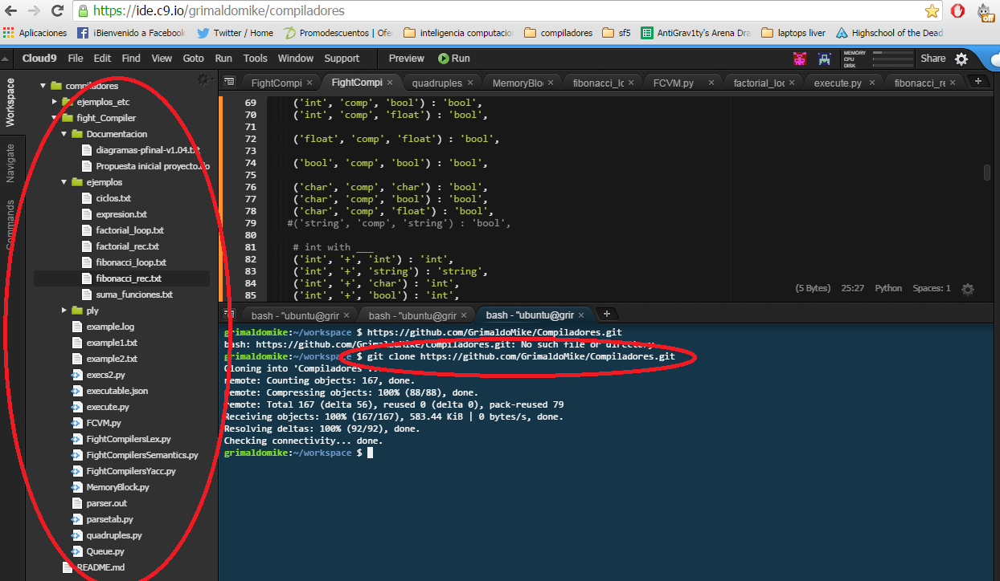 https://ide.c9.io/grimaldomike/compiladores
Aplicaciones iBienvenido a Facebook Twitter / Home Promodescuentos | Ofer inteligencia computacior compiladores sf5 AntiGrav1ty's Arena Dra laptops liver Highschool of the Dead
off
Cloud9 File Edit Find View Goto Run Tools Window Support Preview Run MEMORY CPU DISK Share
FightCompi FightCompi quadruples MemoryBlo fibonacci_lo FCVM.py factorial_loo execute.py fibonacci_re
Workspace
Navigate
Commands
compiladores
ejemplos_etc
fight_Compiler
Documentacion
diagramas-pfinal-v1.04.txt
Propuesta inicial proyecto.do
ejemplos
ciclos.txt
expresion.txt
factorial_loop.txt
factorial_rec.txt
fibonacci_loop.txt
fibonacci_rec.txt
suma_funciones.txt
ply
example.log
example1.txt
example2.txt
execs2.py
executable.json
execute.py
FCVM.py
FightCompilersLex.py
FightCompilersSemantics.py
FightCompilersYacc.py
MemoryBlock.py
parser.out
parsetab.py
quadruples.py
Queue.py
README.md
69 ('int', 'comp', 'bool') : 'bool',
70 ('int', 'comp', 'float') : 'bool',
71
72 ('float', 'comp', 'float') : 'bool',
73
74 ('bool', 'comp', 'bool') : 'bool',
75
76 ('char', 'comp', 'char') : 'bool',
77 ('char', 'comp', 'bool') : 'bool',
78 ('char', 'comp', 'float') : 'bool',
79 #('string', 'comp', 'string') : 'bool',
80
81 # int with ___
82 ('int', '+', 'int') : 'int',
83 ('int', '+', 'string') : 'string',
84 ('int', '+', 'char') : 'int',
85 ('int', '+', 'bool') : 'int',
(5 Bytes) 25:27 Python Spaces: 1
bash - "ubuntu@grir bash - "ubuntu@grir bash - "ubuntu@grir
grimaldomike:~/workspace $ https://github.com/GrimaldoMike/Compiladores.git
bash: https://github.com/GrimaldoMike/Compiladores.git: No such file or directory
grimaldomike:~/workspace $ git clone https://github.com/GrimaldoMike/Compiladores.git
Cloning into 'Compiladores'...
remote: Counting objects: 167, done.
remote: Compressing objects: 100% (88/88), done.
remote: Total 167 (delta 56), reused 0 (delta 0), pack-reused 79
Receiving objects: 100% (167/167), 583.44 KiB | 0 bytes/s, done.
Resolving deltas: 100% (92/92), done.
Checking connectivity... done.
grimaldomike:~/workspace $